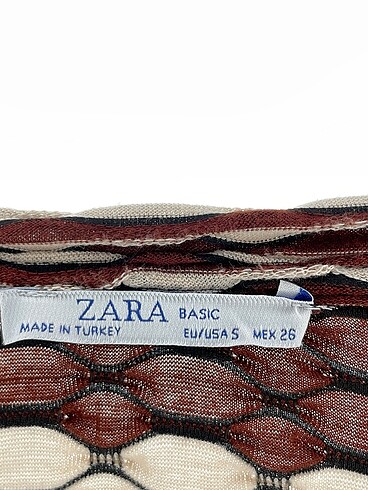 ZARA BASIC
MADE IN TURKEY EU/USA S MEX 26